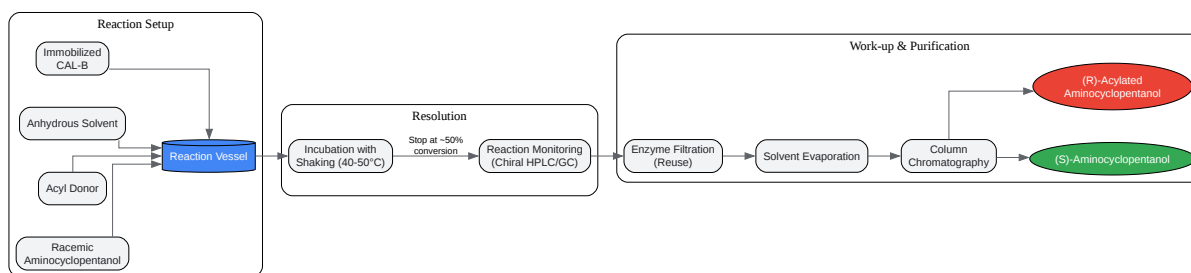 Reaction Setup
Immobilized
CAL-B
Anhydrous Solvent
Reaction Vessel
Acyl Donor
Racemic
Aminocyclopentanol
Resolution
Incubation with
Shaking (40-50°C)
Stop at ~50%
conversion
Reaction Monitoring
(Chiral HPLC/GC)
Work-up & Purification
Enzyme Filtration
(Reuse)
Solvent Evaporation
Column
Chromatography
(R)-Acylated
Aminocyclopentanol
(S)-Aminocyclopentanol